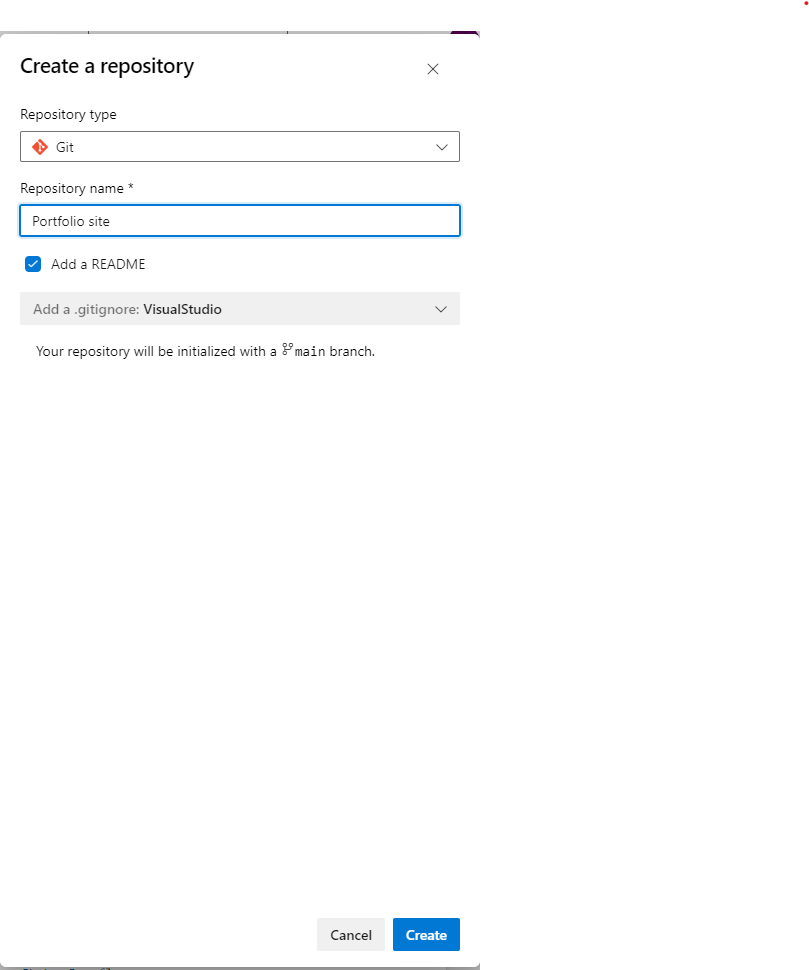 Create a repository
Repository type
Git
Repository name *
Portfolio site
Add a README
Add a .gitignore: VisualStudio
Your repository will be initialized with a main branch.
Cancel Create